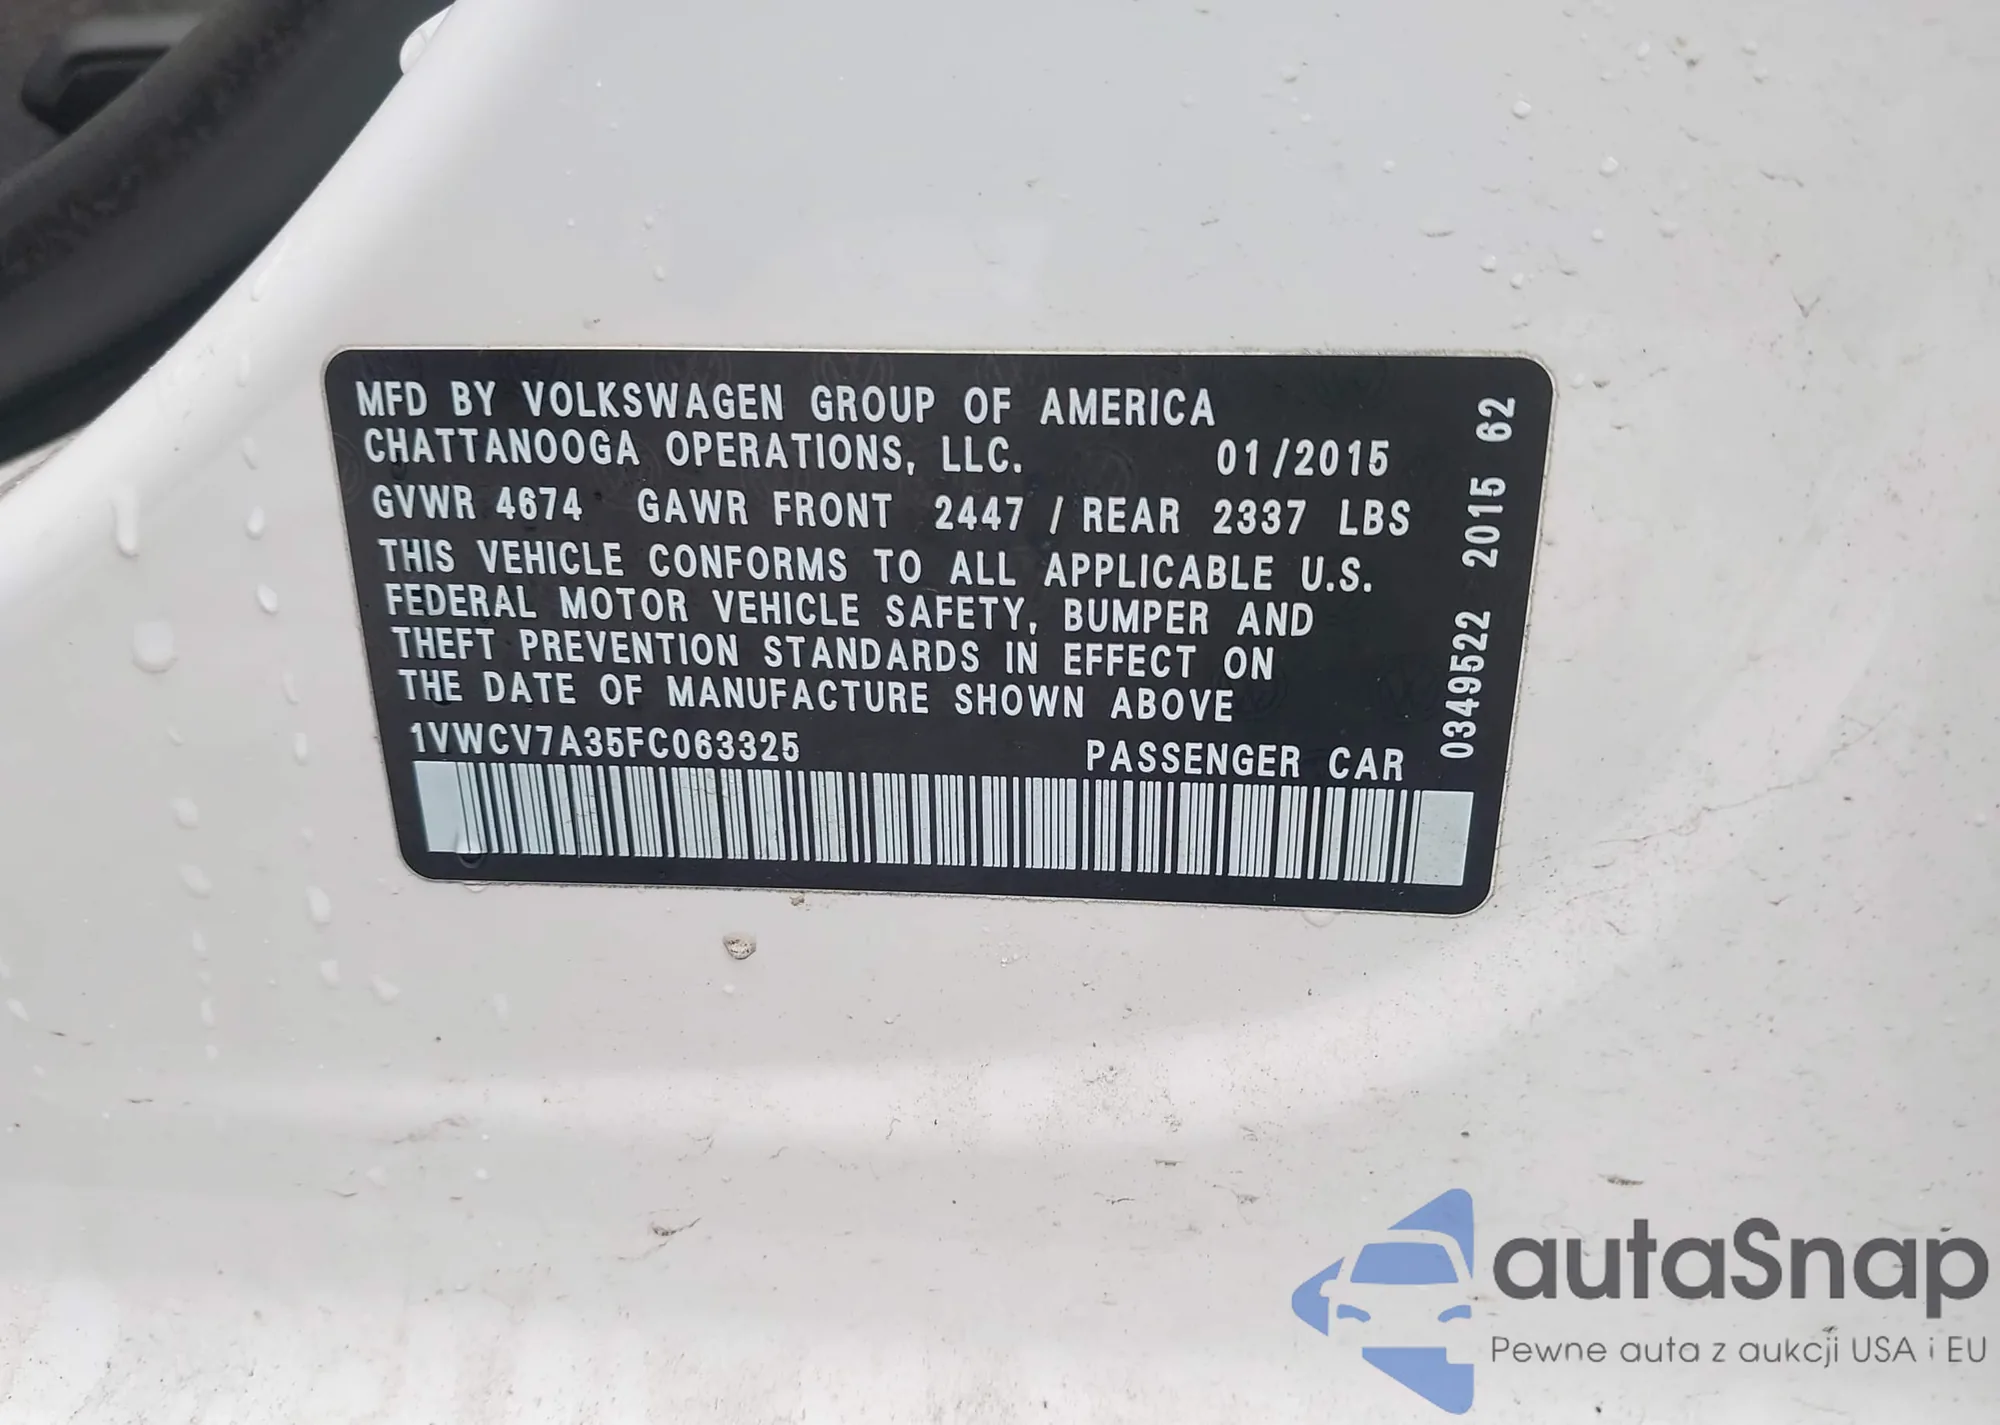 MFD BY VOLKSWAGEN GROUP OF AMERICA
CHATTANOOGA OPERATIONS, LLC. 01/2015
GVWR 4674 GAWR FRONT 2447 / REAR 2337 LBS
THIS VEHICLE CONFORMS TO ALL APPLICABLE U.S.
FEDERAL MOTOR VEHICLE SAFETY, BUMPER AND
THEFT PREVENTION STANDARDS IN EFFECT ON
THE DATE OF MANUFACTURE SHOWN ABOVE
1VWCV7A35FC063325 PASSENGER CAR
0349522 2015 62
autaSnap
Pewne auta z aukcji USA i EU